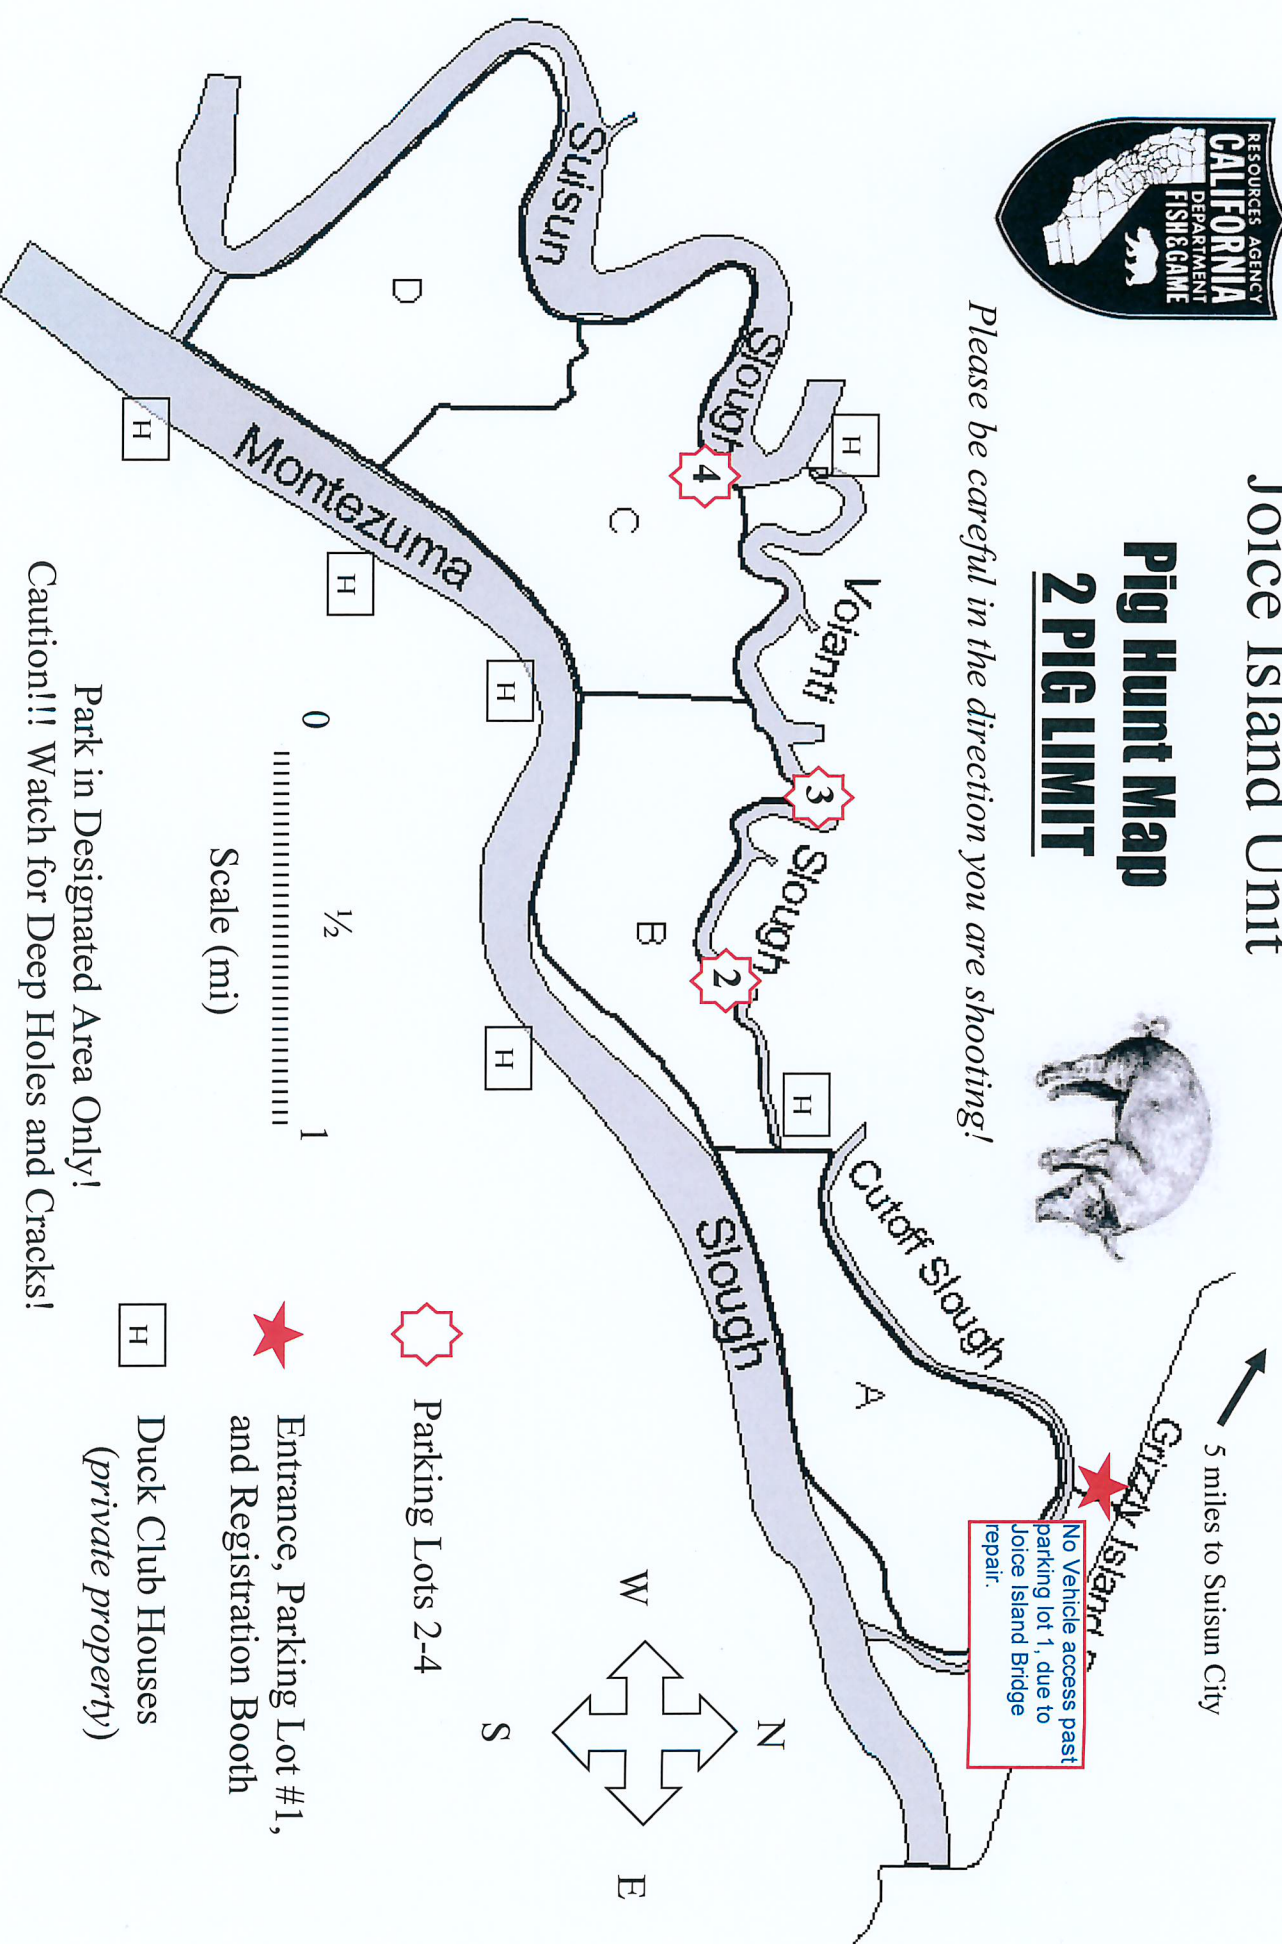 RESOURCES AGENCY
CALIFORNIA
DEPARTMENT
FISH & GAME
Joice Island Unit
Pig Hunt Map
2 PIG LIMIT
Please be careful in the direction you are shooting!
5 miles to Suisun City
Grizzly Island
No Vehicle access past
parking lot 1, due to
Joice Island Bridge
repair.
Suisun
Slough
H
4
Volanti
Slough
3
2
H
Cutoff Slough
A
B
C
D
Montezuma
Slough
H
H
H
H
0
½
1
Scale (mi)
N
W
E
S
Parking Lots 2-4
Entrance, Parking Lot #1,
and Registration Booth
H
Duck Club Houses
(private property)
Park in Designated Area Only!
Caution!!! Watch for Deep Holes and Cracks!